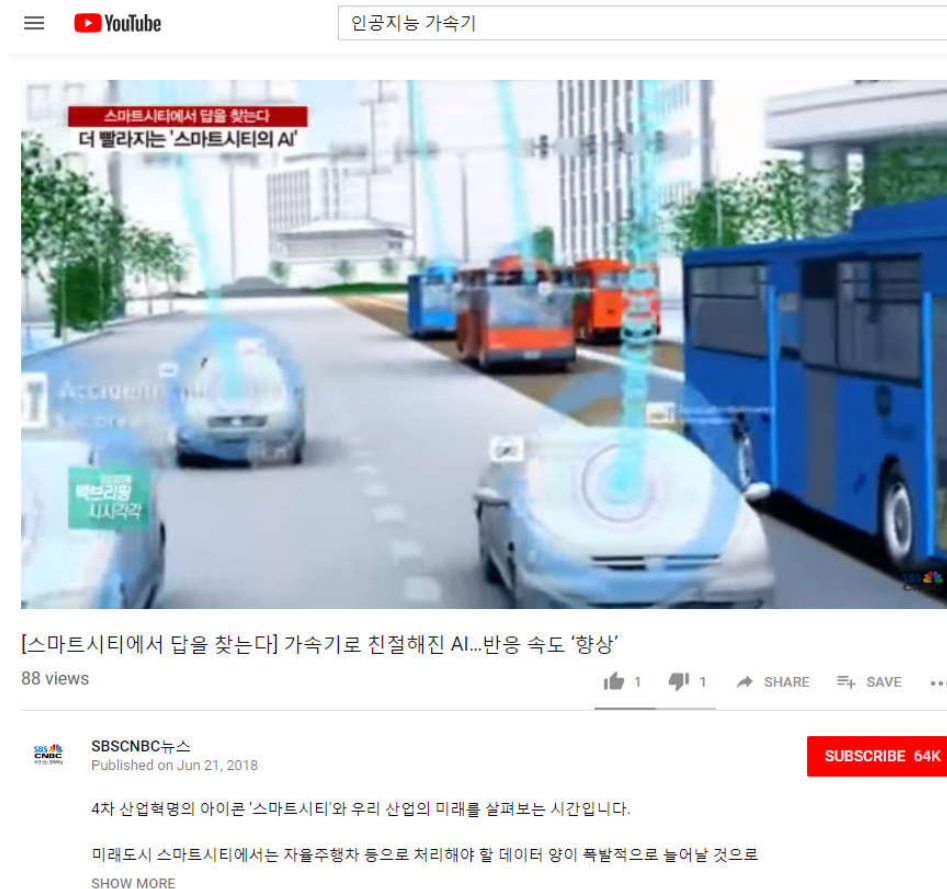 YouTube
인공지능 가속기
스마트시티에서 답을 찾는다
더 빨라지는 '스마트시티의 AI'
Accident
백브리핑
시시각각
SBS
CNBC
[스마트시티에서 답을 찾는다] 가속기로 친절해진 AI...반응 속도 ‘향상’
88 views
1 1 SHARE SAVE
SBS
CNBC
SBSCNBC뉴스
Published on Jun 21, 2018
SUBSCRIBE 64K
4차 산업혁명의 아이콘 '스마트시티'와 우리 산업의 미래를 살펴보는 시간입니다.
미래도시 스마트시티에서는 자율주행차 등으로 처리해야 할 데이터 양이 폭발적으로 늘어날 것으로
SHOW MORE